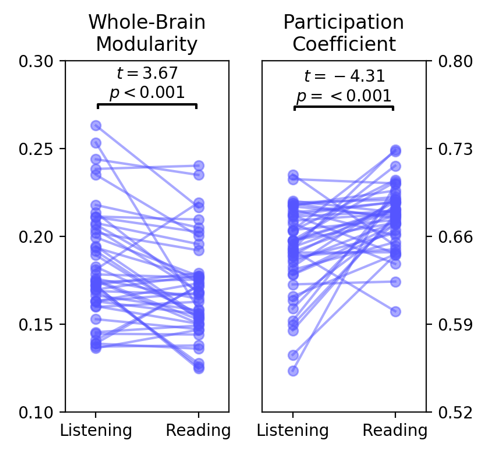 Whole-Brain
Modularity
Participation
Coefficient
t = 3.67
p < 0.001
t = − 4.31
p = < 0.001
0.30
0.25
0.20
0.15
0.10
0.80
0.73
0.66
0.59
0.52
Listening
Reading
Listening
Reading